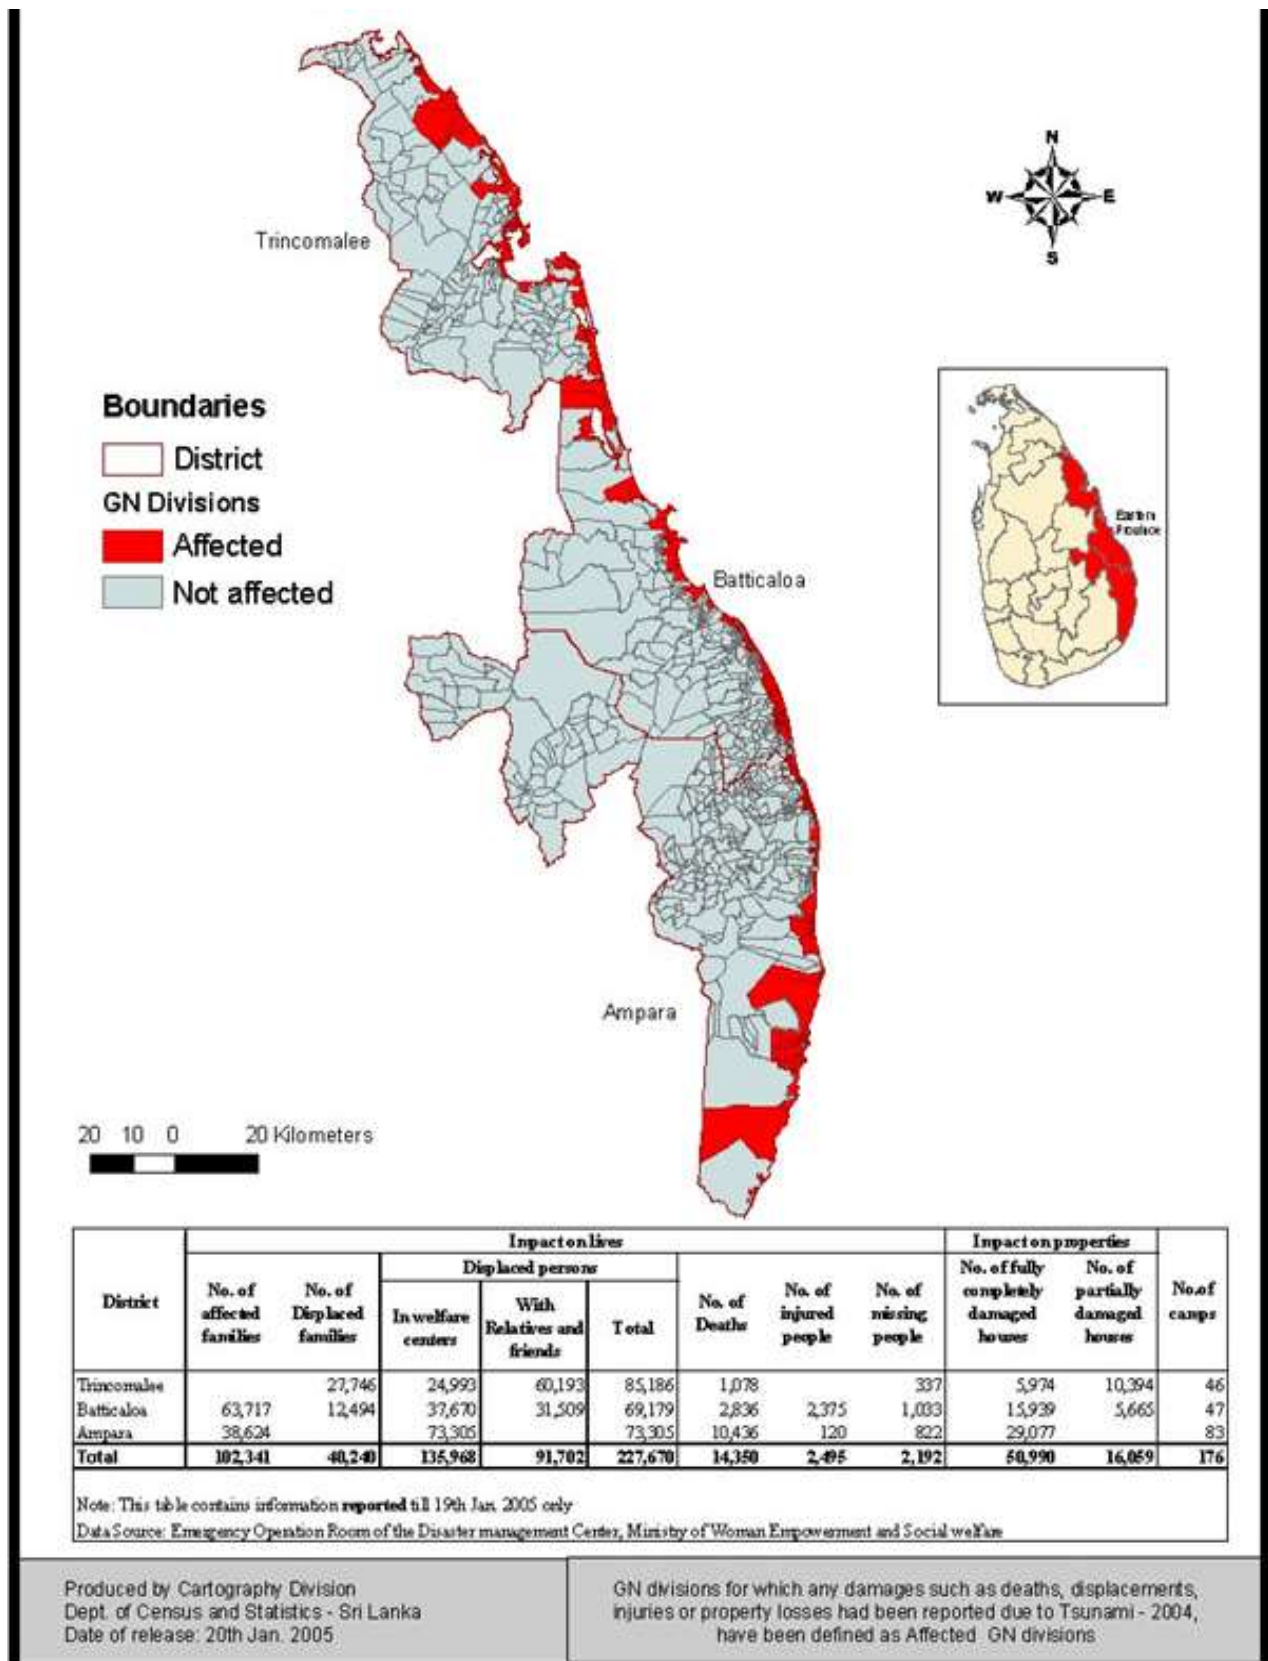 N
W E
S
Trincomalee
Boundaries
District
GN Divisions
Affected
Not affected
Eastern
Province
Batticaloa
Ampara
20 10 0 20 Kilometers
District
Impact on lives
Impact on properties
No. of camps
No. of affected families
No. of Displaced families
Displaced persons
No. of Deaths
No. of injured people
No. of missing people
No. of fully completely damaged houses
No. of partially damaged houses
In welfare centers
With Relatives and friends
Total
Trincomalee 27,746 24,993 60,193 85,186 1,078 337 5,974 10,394 46
Batticaloa 63,717 12,494 37,670 31,509 69,179 2,836 2,375 1,033 15,939 5,665 47
Ampara 38,624 73,305 73,305 10,436 120 822 29,077 83
Total 102,341 40,240 135,968 91,702 227,670 14,350 2,495 2,192 50,990 16,059 176
Note: This table contains information reported till 19th Jan. 2005 only
Data Source: Emergency Operation Room of the Disaster management Center, Ministry of Woman Empowerment and Social welfare
Produced by Cartography Division
Dept. of Census and Statistics - Sri Lanka
Date of release: 20th Jan. 2005
GN divisions for which any damages such as deaths, displacements,
injuries or property losses had been reported due to Tsunami - 2004,
have been defined as Affected GN divisions